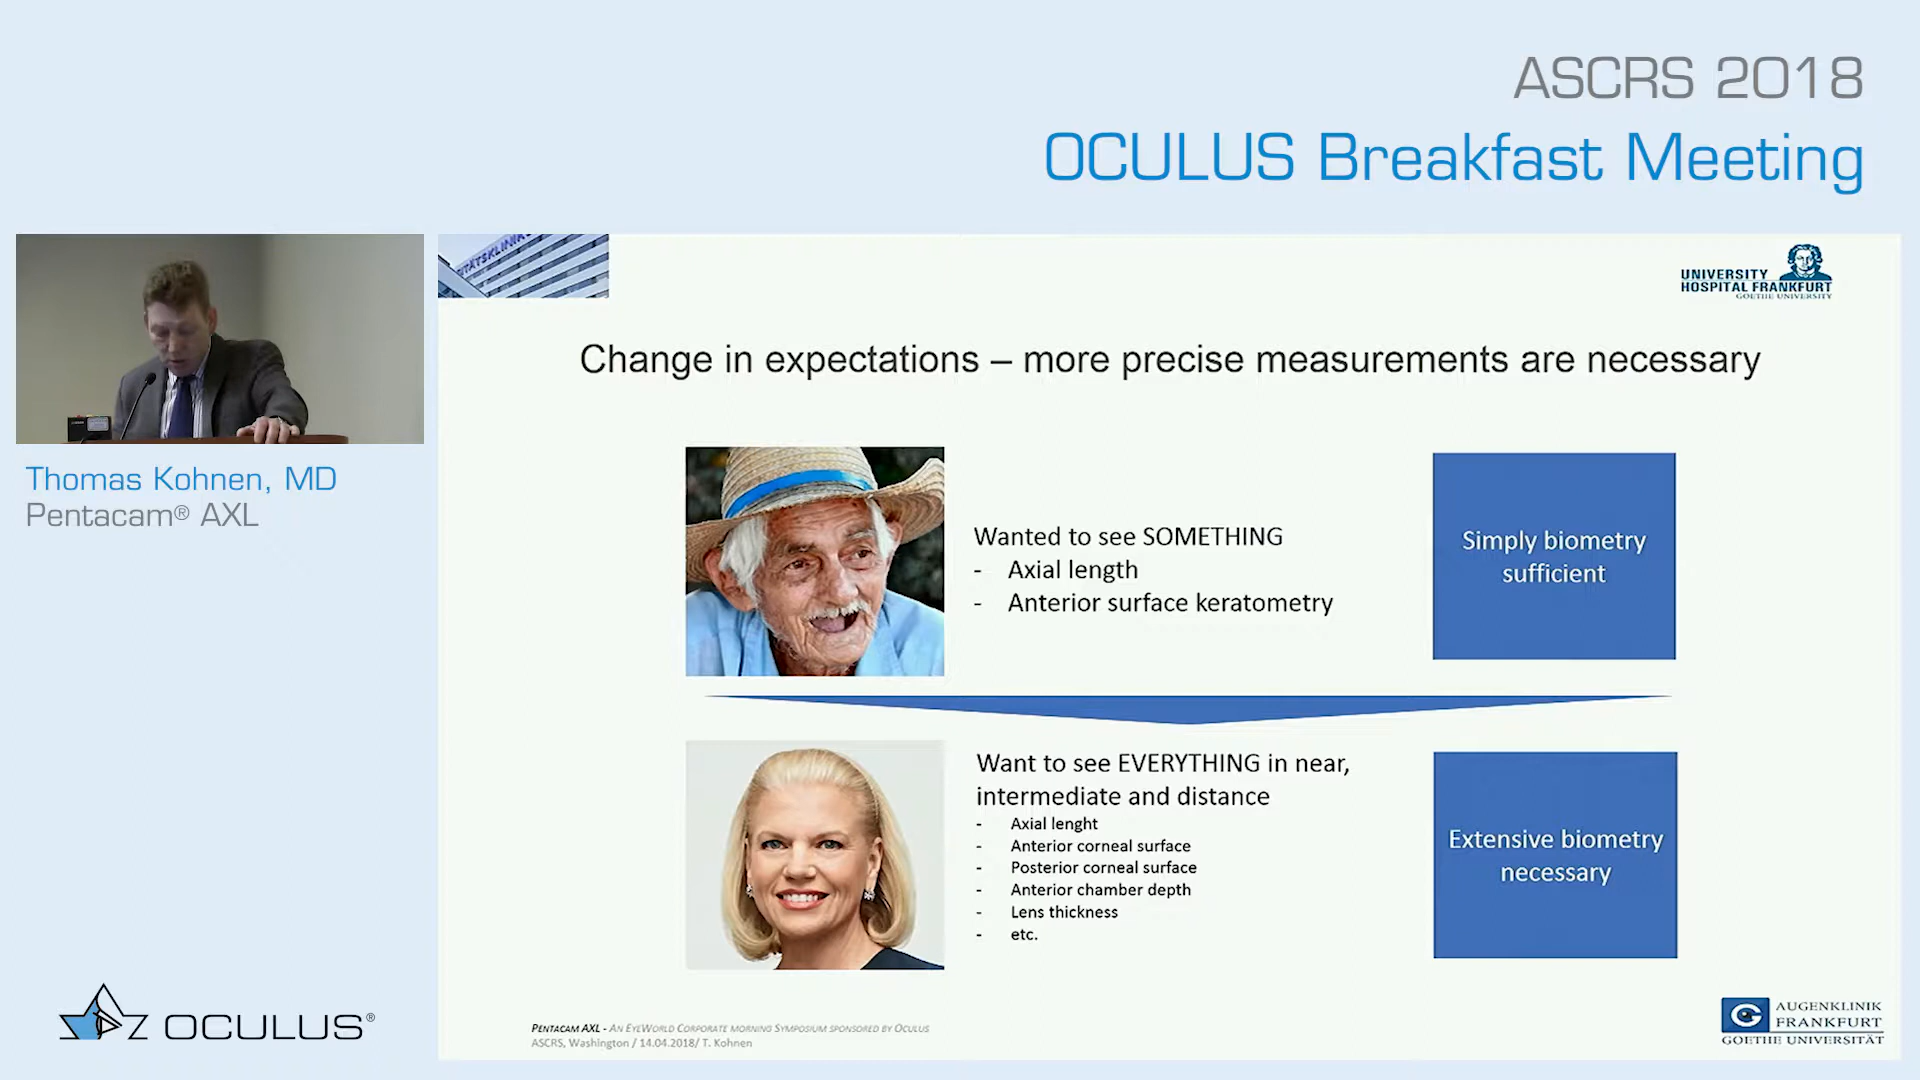 ASCRS 2018
OCULUS Breakfast Meeting
UNIVERSITY
HOSPITAL FRANKFURT
GOETHE UNIVERSITY
Change in expectations – more precise measurements are necessary
Thomas Kohnen, MD
Pentacam® AXL
Wanted to see SOMETHING
- Axial length
- Anterior surface keratometry
Simply biometry
sufficient
Want to see EVERYTHING in near,
intermediate and distance
- Axial lenght
- Anterior corneal surface
- Posterior corneal surface
- Anterior chamber depth
- Lens thickness
- etc.
Extensive biometry
necessary
OCULUS®
PENTACAM AXL - AN EYEWORLD CORPORATE MORNING SYMPOSIUM SPONSORED BY OCULUS
ASCRS, Washington / 14.04.2018/ T. Kohnen
AUGENKLINIK
FRANKFURT
GOETHE UNIVERSITÄT